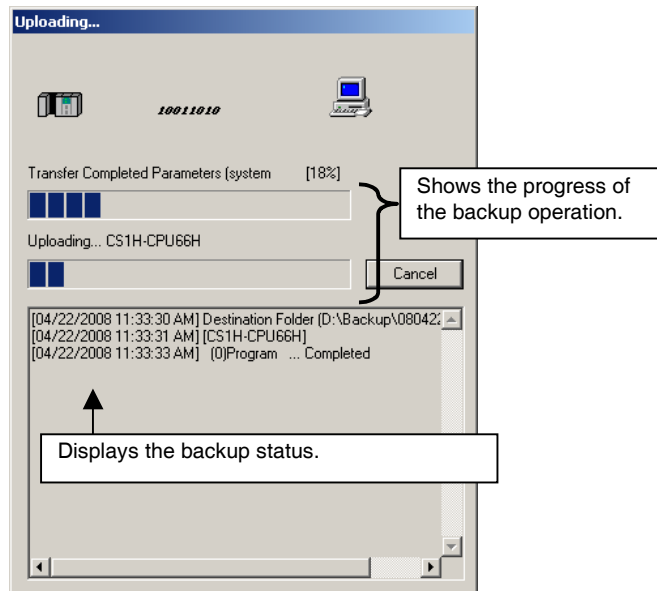 Uploading...
10011010
Transfer Completed Parameters (system [18%]
Shows the progress of
the backup operation.
Uploading... CS1H-CPU66H
Cancel
[04/22/2008 11:33:30 AM] Destination Folder (D:\Backup\080422
[04/22/2008 11:33:31 AM] [CS1H-CPU66H]
[04/22/2008 11:33:33 AM] (0)Program ... Completed
Displays the backup status.